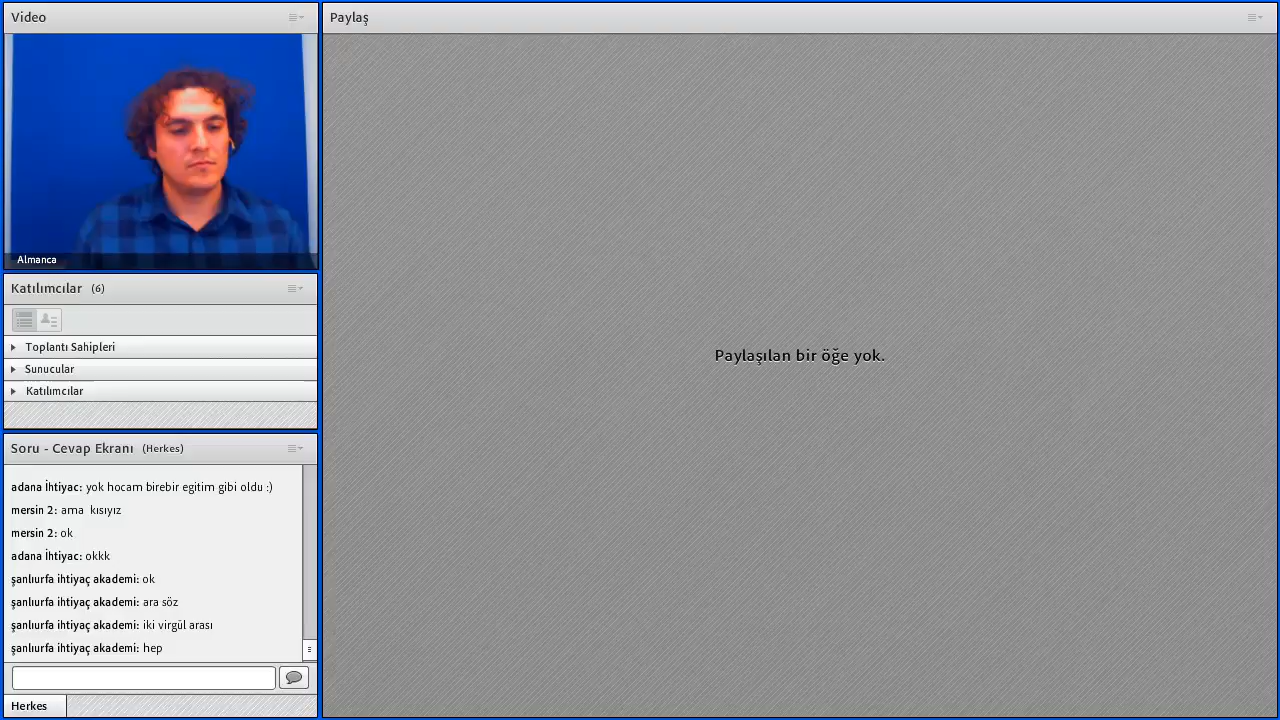 Video
Almanca
Katılımcılar (6)
Toplantı Sahipleri
Sunucular
Katılımcılar
Soru - Cevap Ekranı (Herkes)
adana İhtiyac: yok hocam birebir egitim gibi oldu :)
mersin 2: ama kısıyız
mersin 2: ok
adana İhtiyac: okkk
şanlıurfa ihtiyaç akademi: ok
şanlıurfa ihtiyaç akademi: ara söz
şanlıurfa ihtiyaç akademi: iki virgül arası
şanlıurfa ihtiyaç akademi: hep
Herkes
Paylaş
Paylaşılan bir öğe yok.